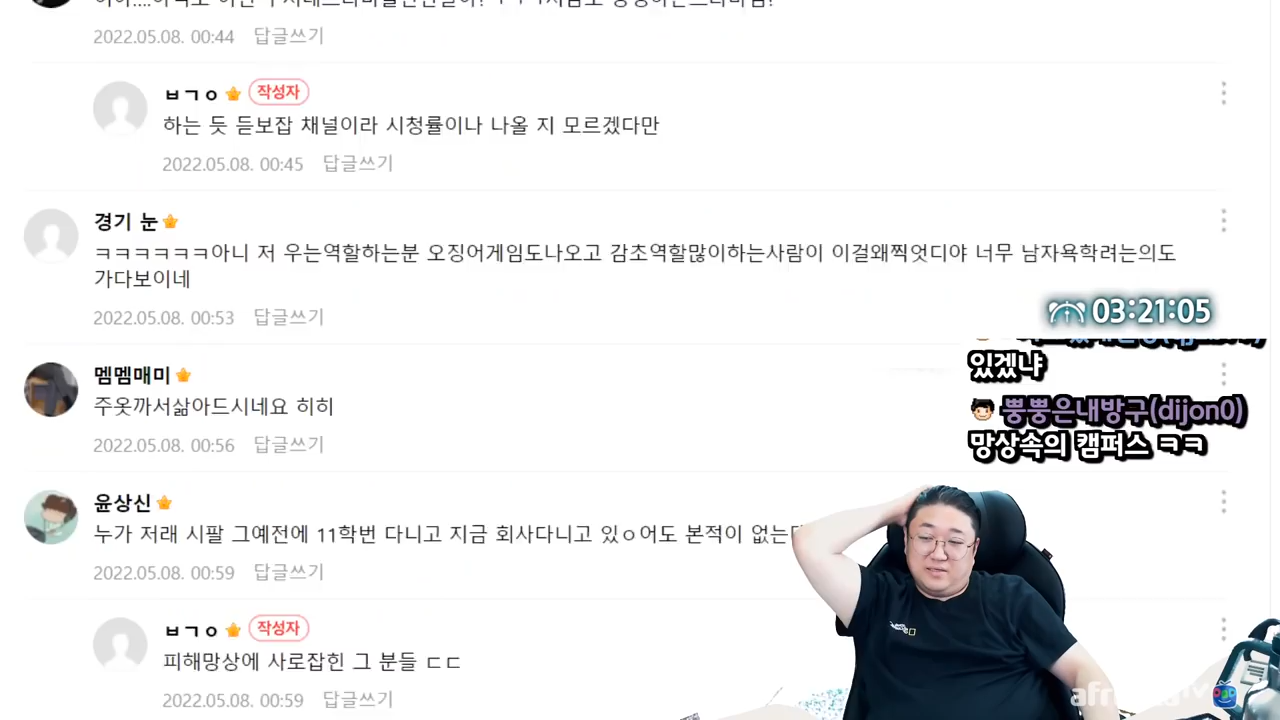 2022.05.08. 00:44 답글쓰기
ㅂㄱㅇ 작성자
하는 듯 듣보잡 채널이라 시청률이나 나올 지 모르겠다만
2022.05.08. 00:45 답글쓰기
경기 눈
ㅋㅋㅋㅋㅋㅋ아니 저 우는역할하는분 오징어게임도나오고 감초역할많이하는사람이 이걸왜찍엇디야 너무 남자욕학려는의도
가다보이네
2022.05.08. 00:53 답글쓰기
03:21:05
있겠냐
멤멤매미
주옷까서삶아드시네요 히히
2022.05.08. 00:56 답글쓰기
뿡뿡은내방구(dijon0)
망상속의 캠퍼스 ㅋㅋ
윤상신
누가 저래 시팔 그예전에 11학번 다니고 지금 회사다니고 있ㅇ어도 본적이 없는
2022.05.08. 00:59 답글쓰기
ㅂㄱㅇ 작성자
피해망상에 사로잡힌 그 분들 ㄷㄷ
2022.05.08. 00:59 답글쓰기